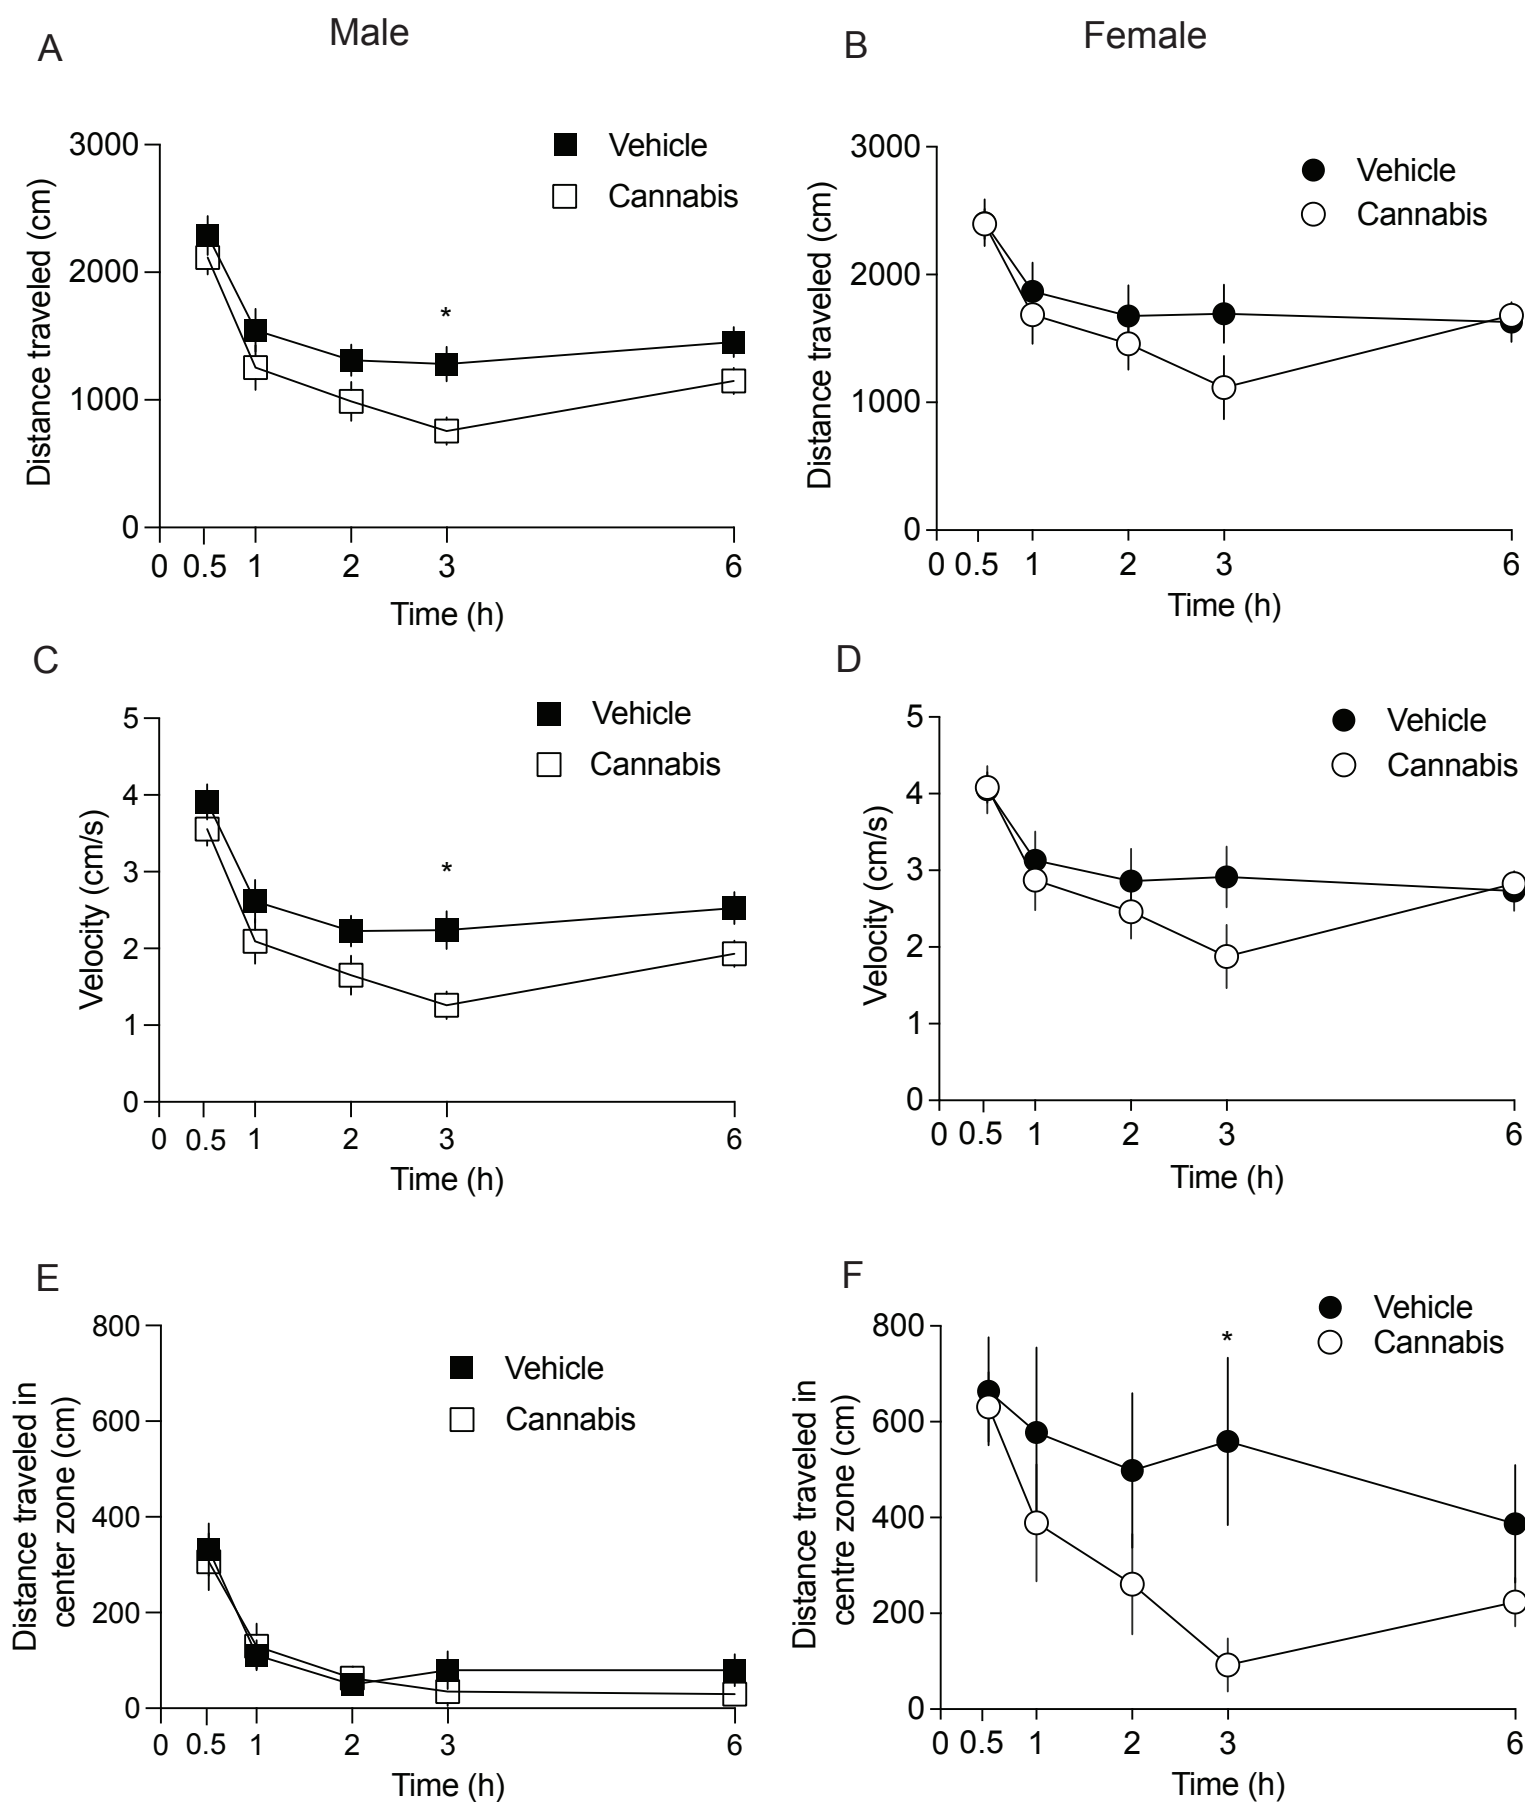 Male
Female
A
B
3000
2000
1000
0
Distance traveled (cm)
Vehicle
Cannabis
*
0 0.5 1 2 3 6
Time (h)
3000
2000
1000
0
Distance traveled (cm)
Vehicle
Cannabis
0 0.5 1 2 3 6
Time (h)
C
D
5
4
3
2
1
0
Velocity (cm/s)
Vehicle
Cannabis
*
0 0.5 1 2 3 6
Time (h)
5
4
3
2
1
0
Velocity (cm/s)
Vehicle
Cannabis
0 0.5 1 2 3 6
Time (h)
E
F
800
600
400
200
0
Distance traveled in
center zone (cm)
Vehicle
Cannabis
0 0.5 1 2 3 6
Time (h)
800
600
400
200
0
Distance traveled in
centre zone (cm)
Vehicle
Cannabis
*
0 0.5 1 2 3 6
Time (h)